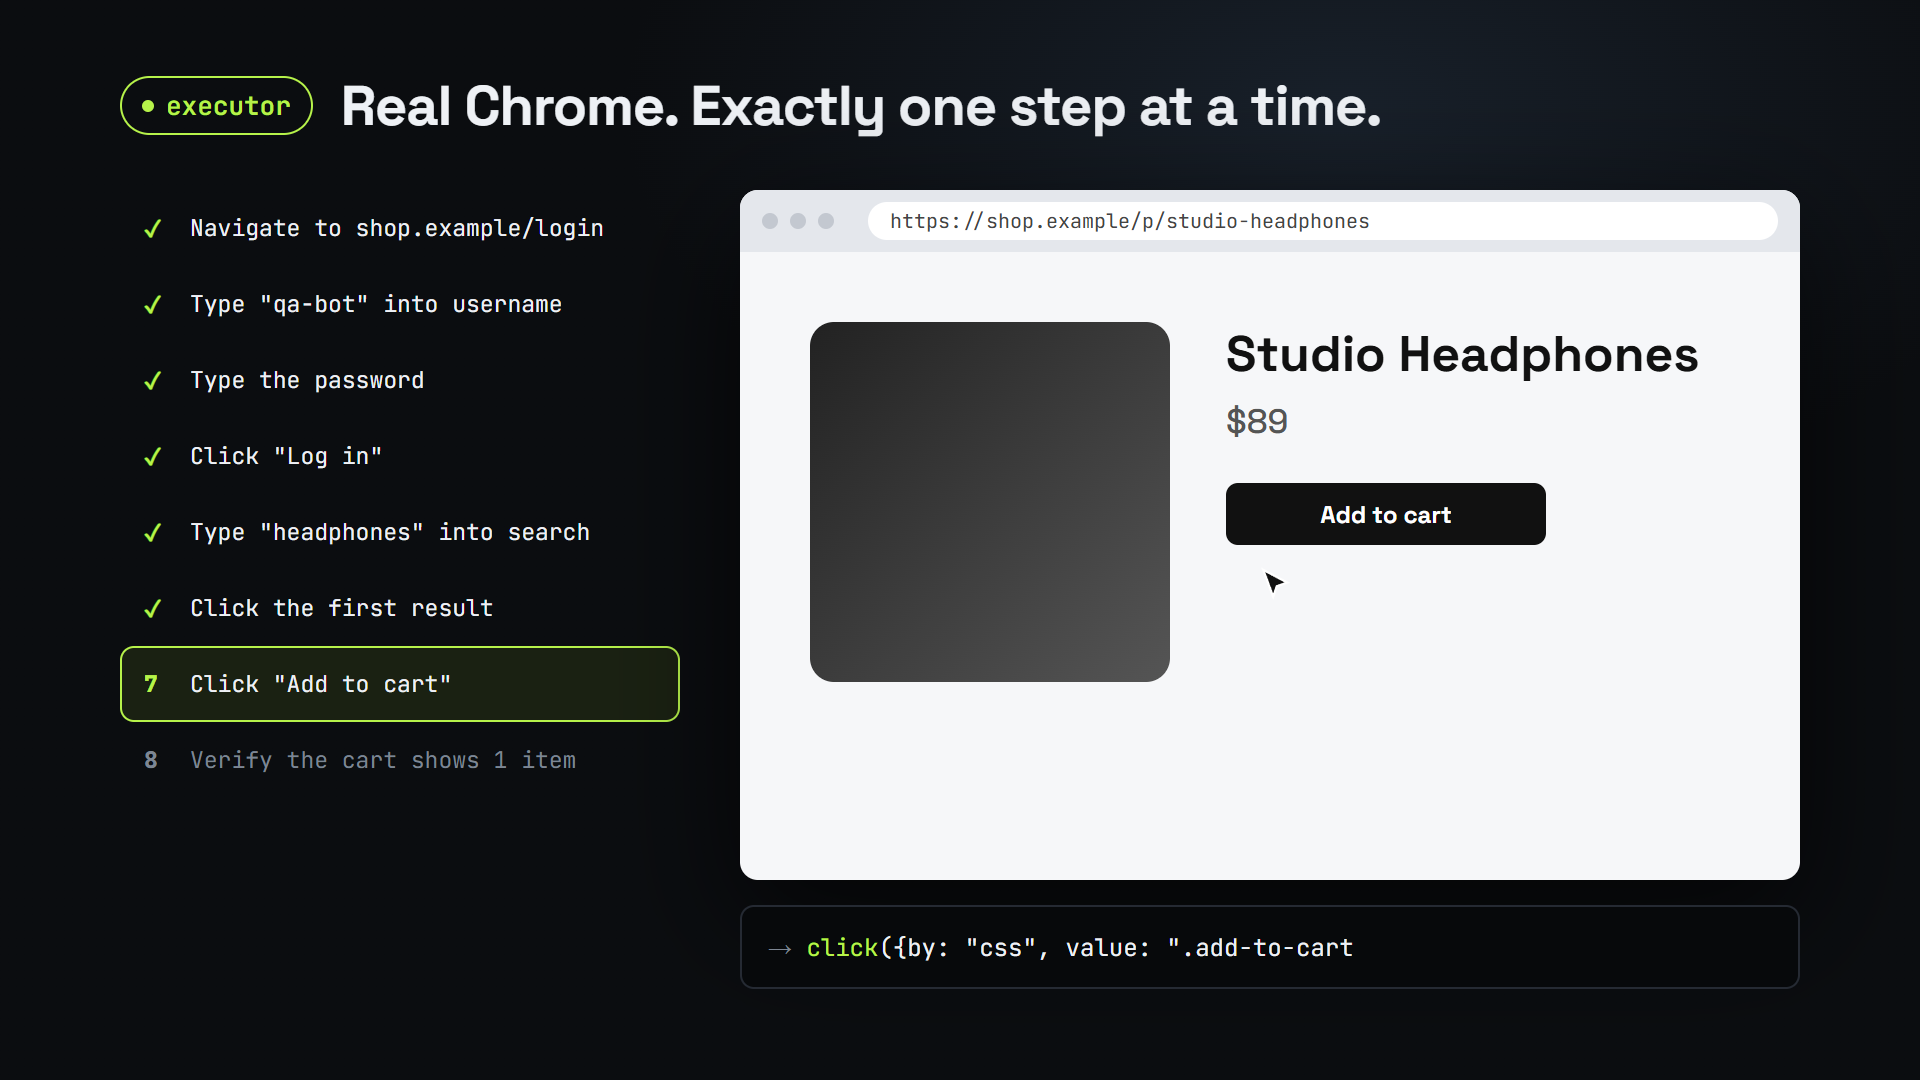 executor
Real Chrome. Exactly one step at a time.
✓ Navigate to shop.example/login
✓ Type "qa-bot" into username
✓ Type the password
✓ Click "Log in"
✓ Type "headphones" into search
✓ Click the first result
7 Click "Add to cart"
8 Verify the cart shows 1 item
https://shop.example/p/studio-headphones
Studio Headphones
$89
Add to cart
→ click({by: "css", value: ".add-to-cart